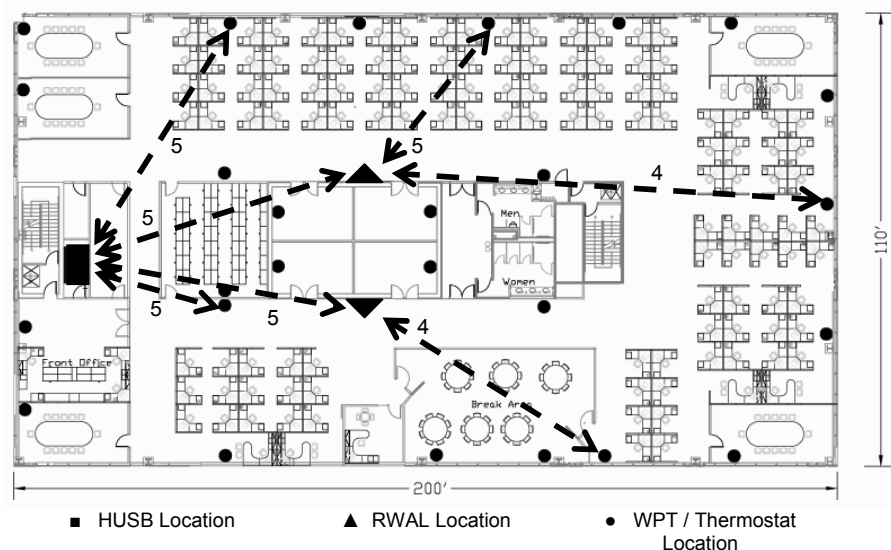 5
5
4
Men
5
110'
Women
5
5
4
Front Office
Break Area
200'
■ HUSB Location
▲ RWAL Location
● WPT / Thermostat
Location